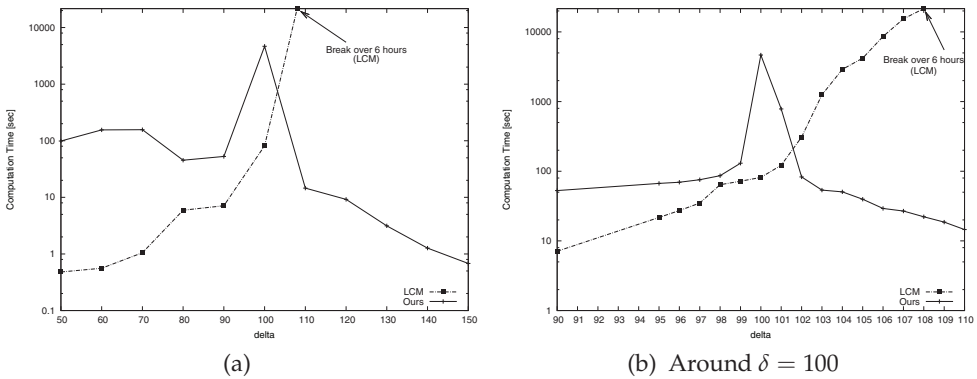 10000
1000
100
10
1
0.1
Computation Time [sec]
Break over 6 hours
(LCM)
LCM
Ours
50 60 70 80 90 100 110 120 130 140 150
delta
(a)
10000
1000
100
10
1
Computation Time [sec]
Break over 6 hours
(LCM)
LCM
Ours
90 91 92 93 94 95 96 97 98 99 100 101 102 103 104 105 106 107 108 109 110
delta
(b) Around δ = 100